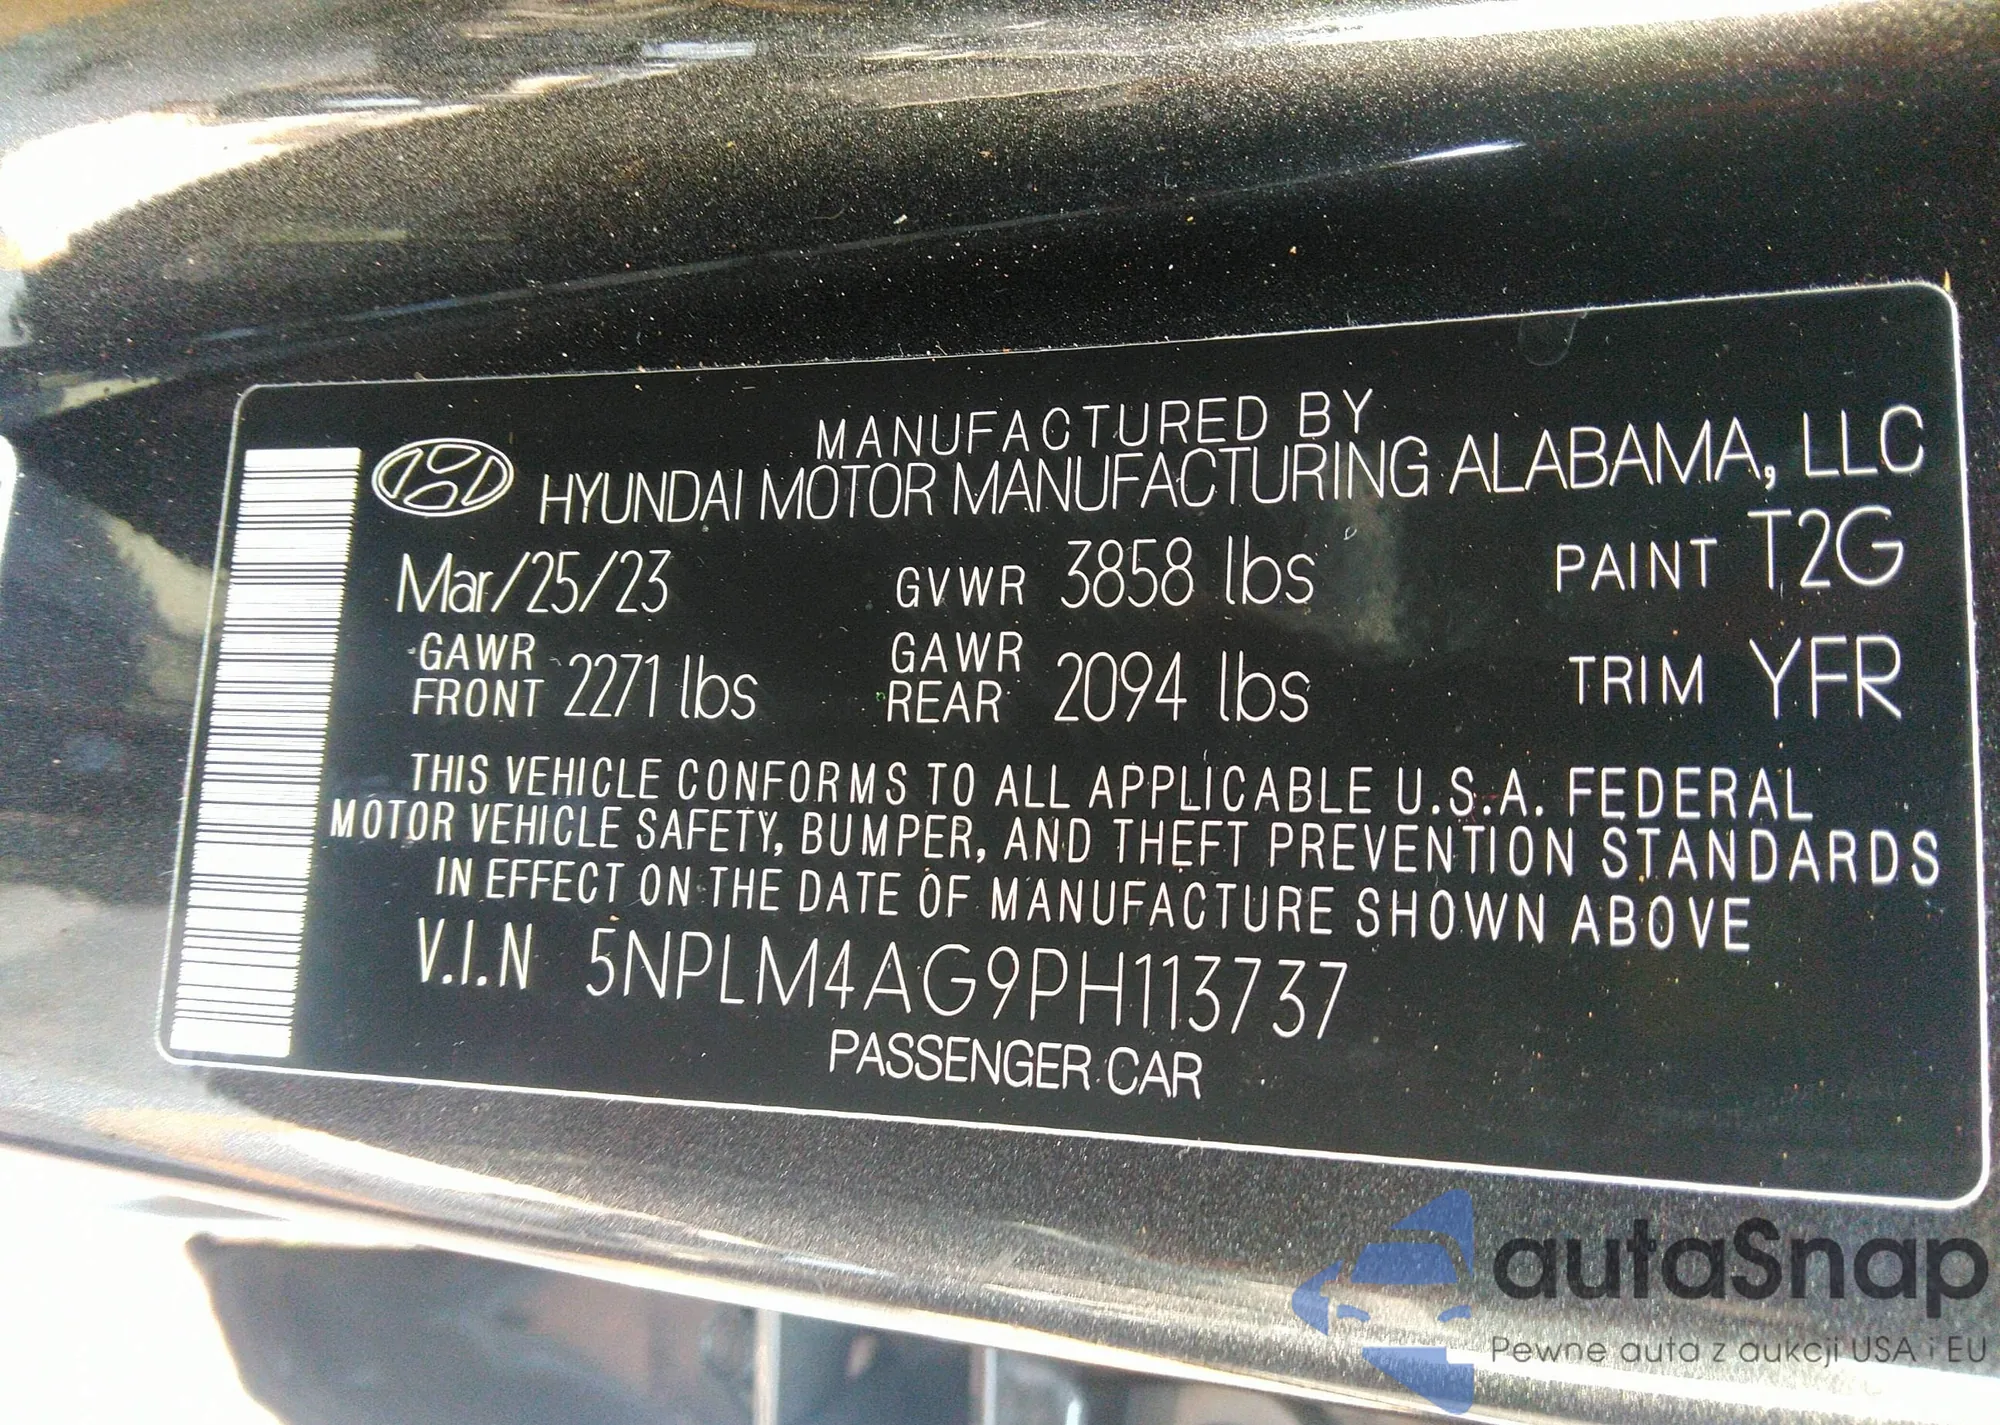 MANUFACTURED BY
HYUNDAI MOTOR MANUFACTURING ALABAMA, LLC
Mar/25/23 GVWR 3858 lbs PAINT T2G
GAWR FRONT 2271 lbs GAWR REAR 2094 lbs TRIM YFR
THIS VEHICLE CONFORMS TO ALL APPLICABLE U.S.A. FEDERAL
MOTOR VEHICLE SAFETY, BUMPER, AND THEFT PREVENTION STANDARDS
IN EFFECT ON THE DATE OF MANUFACTURE SHOWN ABOVE
V.I.N 5NPLM4AG9PH113737
PASSENGER CAR
autaSnap
Pewne auta z aukcji USA i EU